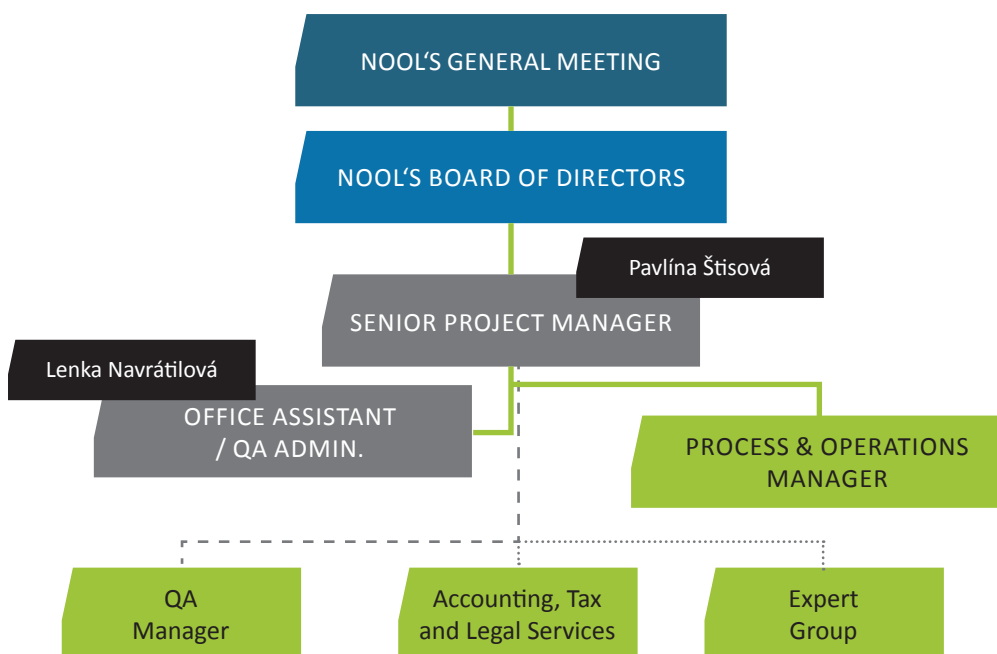 NOOL‘S GENERAL MEETING
NOOL‘S BOARD OF DIRECTORS
Pavlína Štisová
SENIOR PROJECT MANAGER
Lenka Navrátilová
OFFICE ASSISTANT
/ QA ADMIN.
PROCESS & OPERATIONS
MANAGER
QA
Manager
Accounting, Tax
and Legal Services
Expert
Group